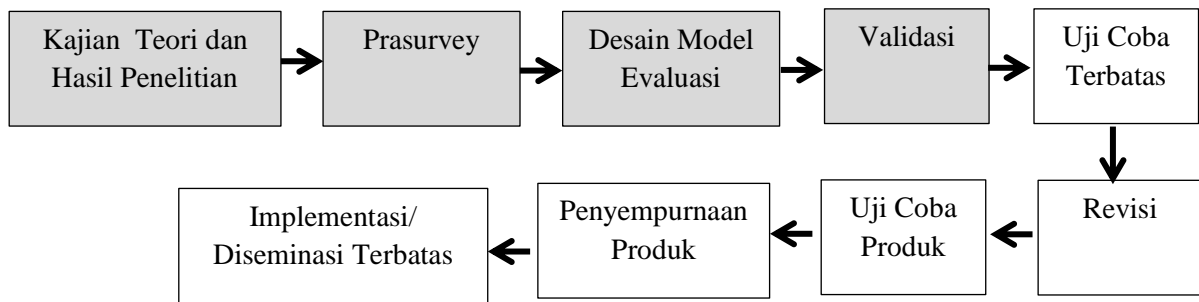 Kajian Teori dan
Hasil Penelitian
Prasurvey
Desain Model
Evaluasi
Validasi
Uji Coba
Terbatas
Revisi
Uji Coba
Produk
Penyempurnaan
Produk
Implementasi/
Diseminasi Terbatas